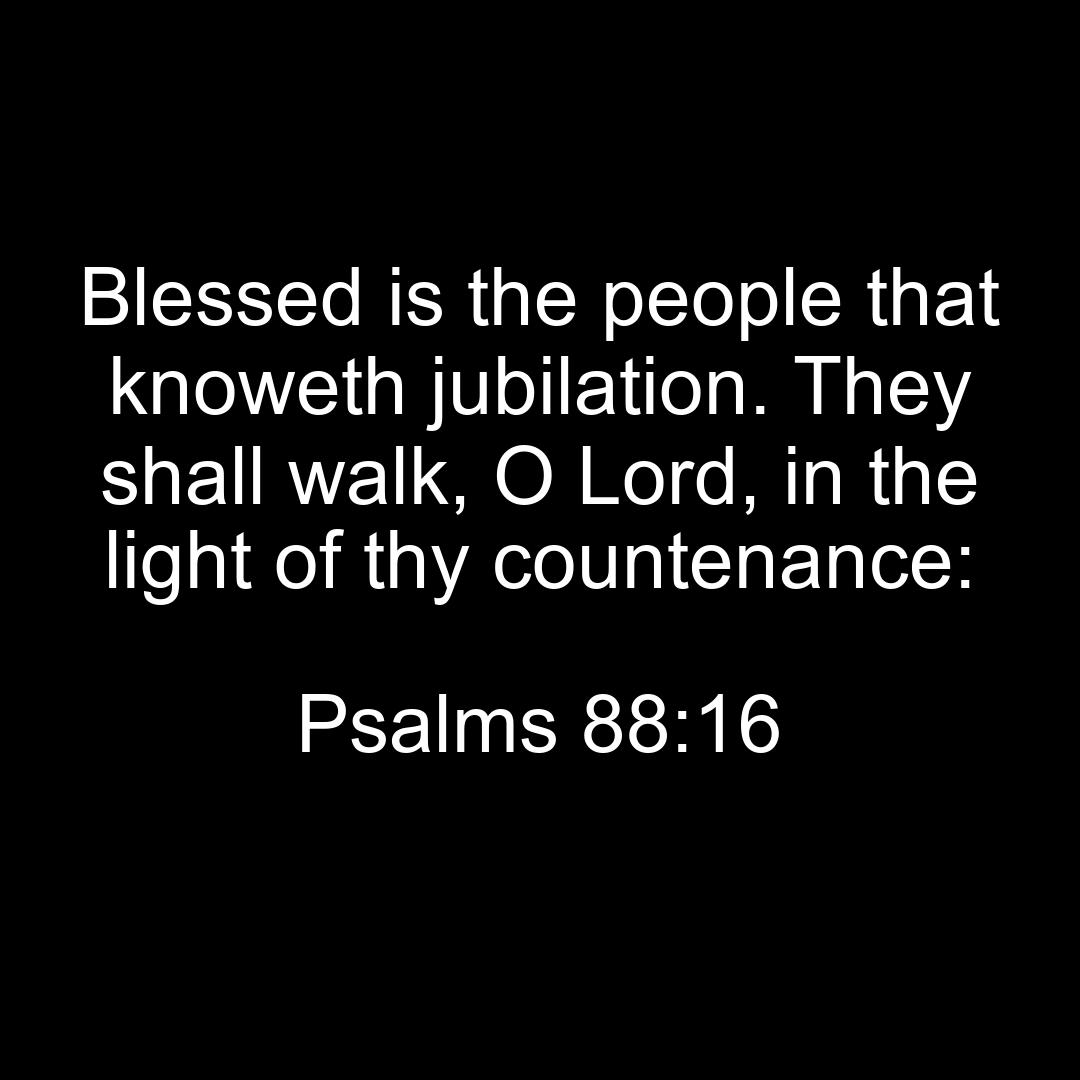 Blessed is the people that
knoweth jubilation. They
shall walk, O Lord, in the
light of thy countenance:
Psalms 88:16